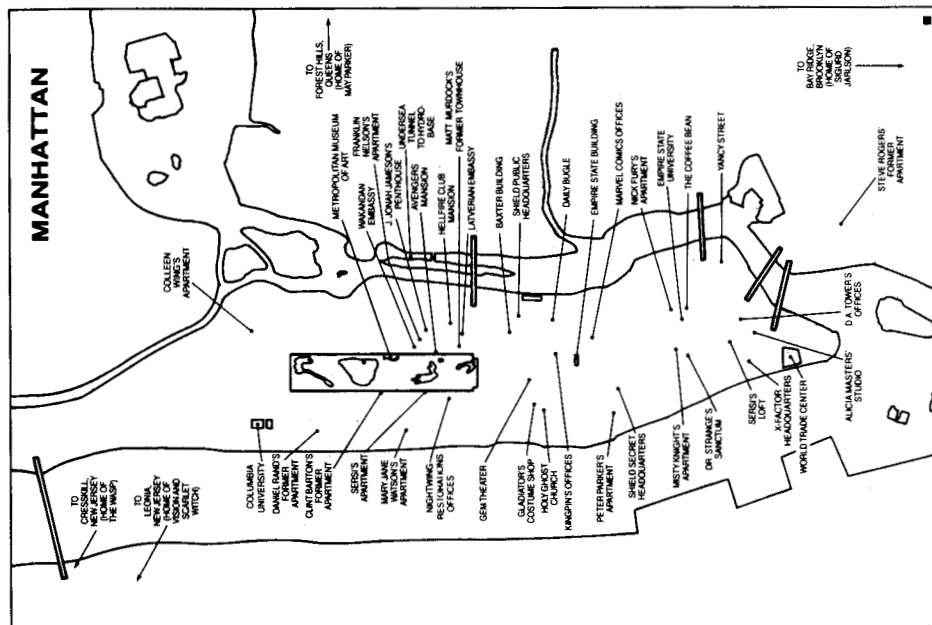 MANHATTAN
TO
FOREST HILLS,
QUEENS
(HOME OF
MAY PARKER)
TO
BAY RIDGE,
BROOKLYN
(HOME OF
SIGURD
JARLSON)
COLLEEN
WING'S
APARTMENT
METROPOLITAN MUSEUM
OF ART
WAKANDAN
EMBASSY
FRANKLIN
NELSON'S
APARTMENT
J. JONAH JAMESON'S
PENTHOUSE
UNDERSEA
TUNNEL
TO HYDRO-
BASE
AVENGERS
MANSION
HELLFIRE CLUB
MANSION
MATT MURDOCK'S
FORMER TOWNHOUSE
LATVERIAN EMBASSY
BAXTER BUILDING
SHIELD PUBLIC
HEADQUARTERS
DAILY BUGLE
EMPIRE STATE BUILDING
MARVEL COMICS OFFICES
NICK FURY'S
APARTMENT
EMPIRE STATE
UNIVERSITY
THE COFFEE BEAN
YANCY STREET
STEVE ROGERS'
FORMER
APARTMENT
TO
CRESSKILL,
NEW JERSEY
(HOME OF
THE WASP)
TO
LEONIA,
NEW JERSEY
(HOME OF
VISION AND
SCARLET
WITCH)
COLUMBIA
UNIVERSITY
DANIEL RAND'S
FORMER
APARTMENT
CLINT BARTON'S
FORMER
APARTMENT
SERSI'S
APARTMENT
MARY JANE
WATSON'S
APARTMENT
NIGHTWING
RESTORATIONS
OFFICES
GEM THEATER
GLADIATOR'S
COSTUME SHOP
HOLY GHOST
CHURCH
KINGPIN'S OFFICES
PETER PARKER'S
APARTMENT
SHIELD SECRET
HEADQUARTERS
MISTY KNIGHT'S
APARTMENT
DR. STRANGE'S
SANCTUM
SERSI'S
LOFT
X-FACTOR
HEADQUARTERS
WORLD TRADE CENTER
ALICIA MASTERS'
STUDIO
D.A. TOWER'S
OFFICES